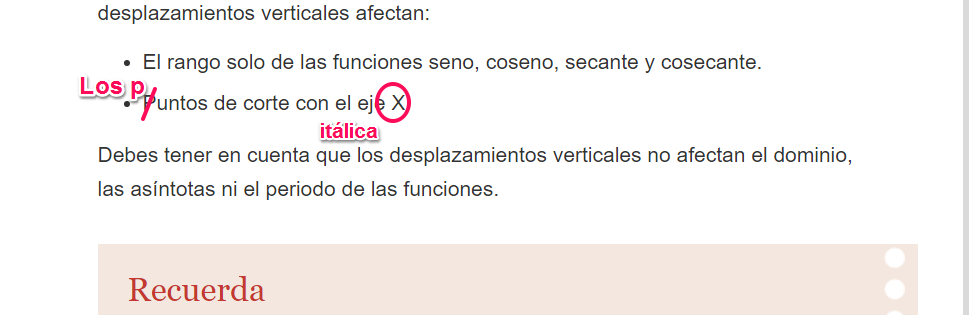 desplazamientos verticales afectan:
El rango solo de las funciones seno, coseno, secante y cosecante.
Los p
Puntos de corte con el eje X
itálica
Debes tener en cuenta que los desplazamientos verticales no afectan el dominio,
las asíntotas ni el periodo de las funciones.
Recuerda